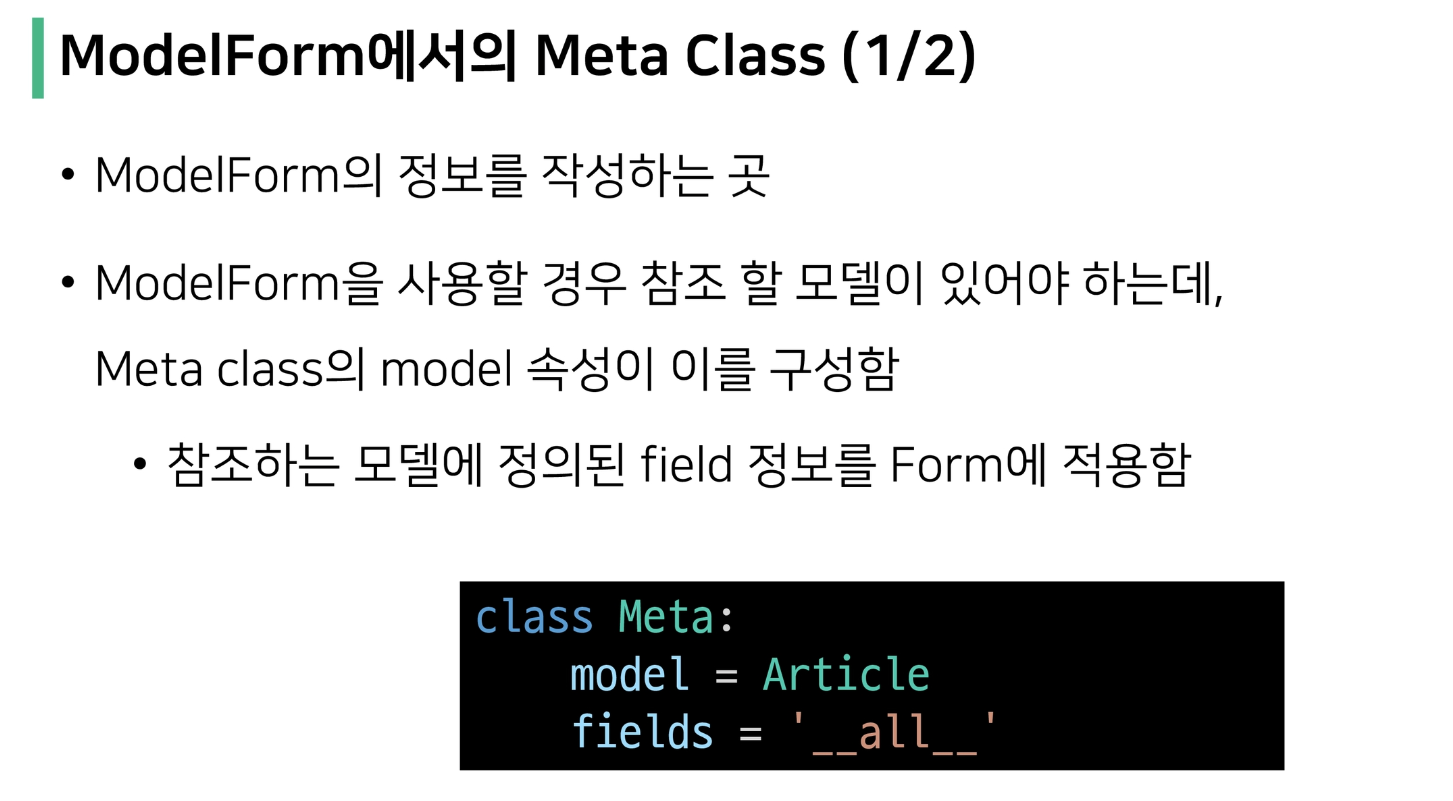 ModelForm에서의 Meta Class (1/2)
• ModelForm의 정보를 작성하는 곳
• ModelForm을 사용할 경우 참조 할 모델이 있어야 하는데,
Meta class의 model 속성이 이를 구성함
• 참조하는 모델에 정의된 field 정보를 Form에 적용함
class Meta:
    model = Article
    fields = '__all__'